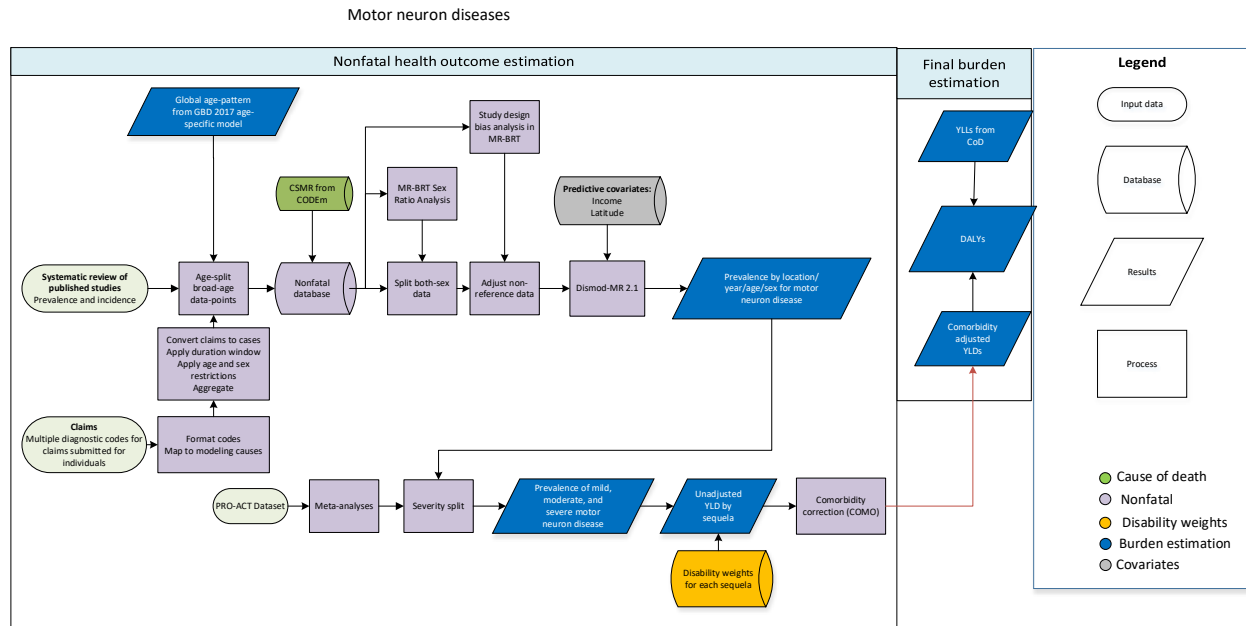 Motor neuron diseases
Nonfatal health outcome estimation
Final burden
estimation
Legend
Global age-pattern
from GBD 2017 age-
specific model
Study design
bias analysis in
MR-BRT
CSMR from
CODEm
MR-BRT Sex
Ratio Analysis
Predictive covariates:
Income
Latitude
Systematic review of
published studies
Prevalence and incidence
Age-split
broad-age
data-points
Nonfatal
database
Split both-sex
data
Adjust non-
reference data
Dismod-MR 2.1
Prevalence by location/
year/age/sex for motor
neuron disease
Convert claims to cases
Apply duration window
Apply age and sex
restrictions
Aggregate
Claims
Multiple diagnostic codes for
claims submitted for
individuals
Format codes
Map to modeling causes
PRO-ACT Dataset
Meta-analyses
Severity split
Prevalence of mild,
moderate, and
severe motor
neuron disease
Unadjusted
YLD by
sequela
Comorbidity
correction (COMO)
Disability weights
for each sequela
YLLs from
CoD
DALYs
Comorbidity
adjusted
YLDs
Input data
Database
Results
Process
Cause of death
Nonfatal
Disability weights
Burden estimation
Covariates